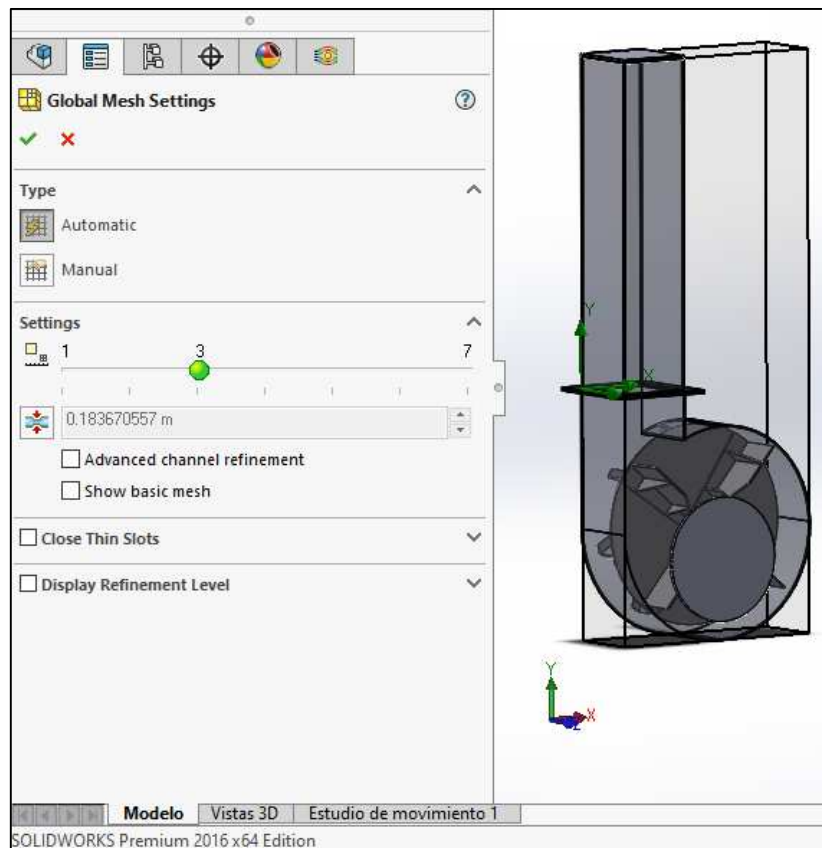 Global Mesh Settings
Type
Automatic
Manual
Settings
1 3 7
0.183670557 m
Advanced channel refinement
Show basic mesh
Close Thin Slots
Display Refinement Level
Y
X
Y
X
Z
Modelo Vistas 3D Estudio de movimiento 1
SOLIDWORKS Premium 2016 x64 Edition